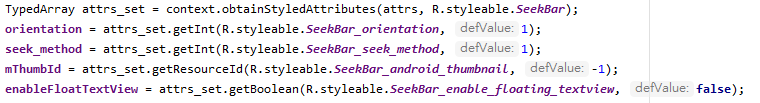 TypedArray attrs_set = context.obtainStyledAttributes(attrs, R.styleable.SeekBar);
orientation = attrs_set.getInt(R.styleable.SeekBar_orientation, defValue: 1);
seek_method = attrs_set.getInt(R.styleable.SeekBar_seek_method, defValue: 1);
mThumbId = attrs_set.getResourceId(R.styleable.SeekBar_android_thumbnail, defValue: -1);
enableFloatTextView = attrs_set.getBoolean(R.styleable.SeekBar_enable_floating_textview, defValue: false);